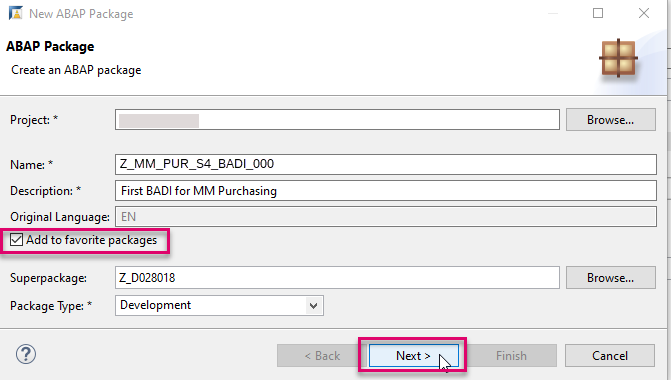 New ABAP Package
ABAP Package
Create an ABAP package
Project: *
Browse...
Name: * Z_MM_PUR_S4_BADI_000
Description: * First BADI for MM Purchasing
Original Language: EN
Add to favorite packages
Superpackage: Z_D028018
Browse...
Package Type: * Development
? < Back Next > Finish Cancel